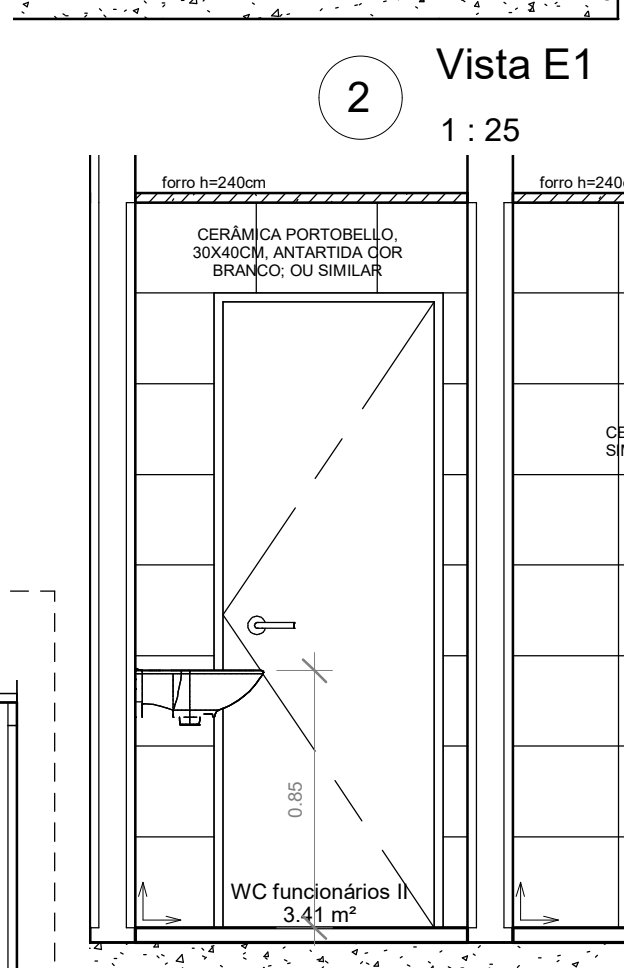 Vista E1
2
1 : 25
forro h=240cm
forro h=240
CERÂMICA PORTOBELLO,
30X40CM, ANTARTIDA COR
BRANCO; OU SIMILAR
CE
SI
0.85
WC funcionários II
3.41 m²